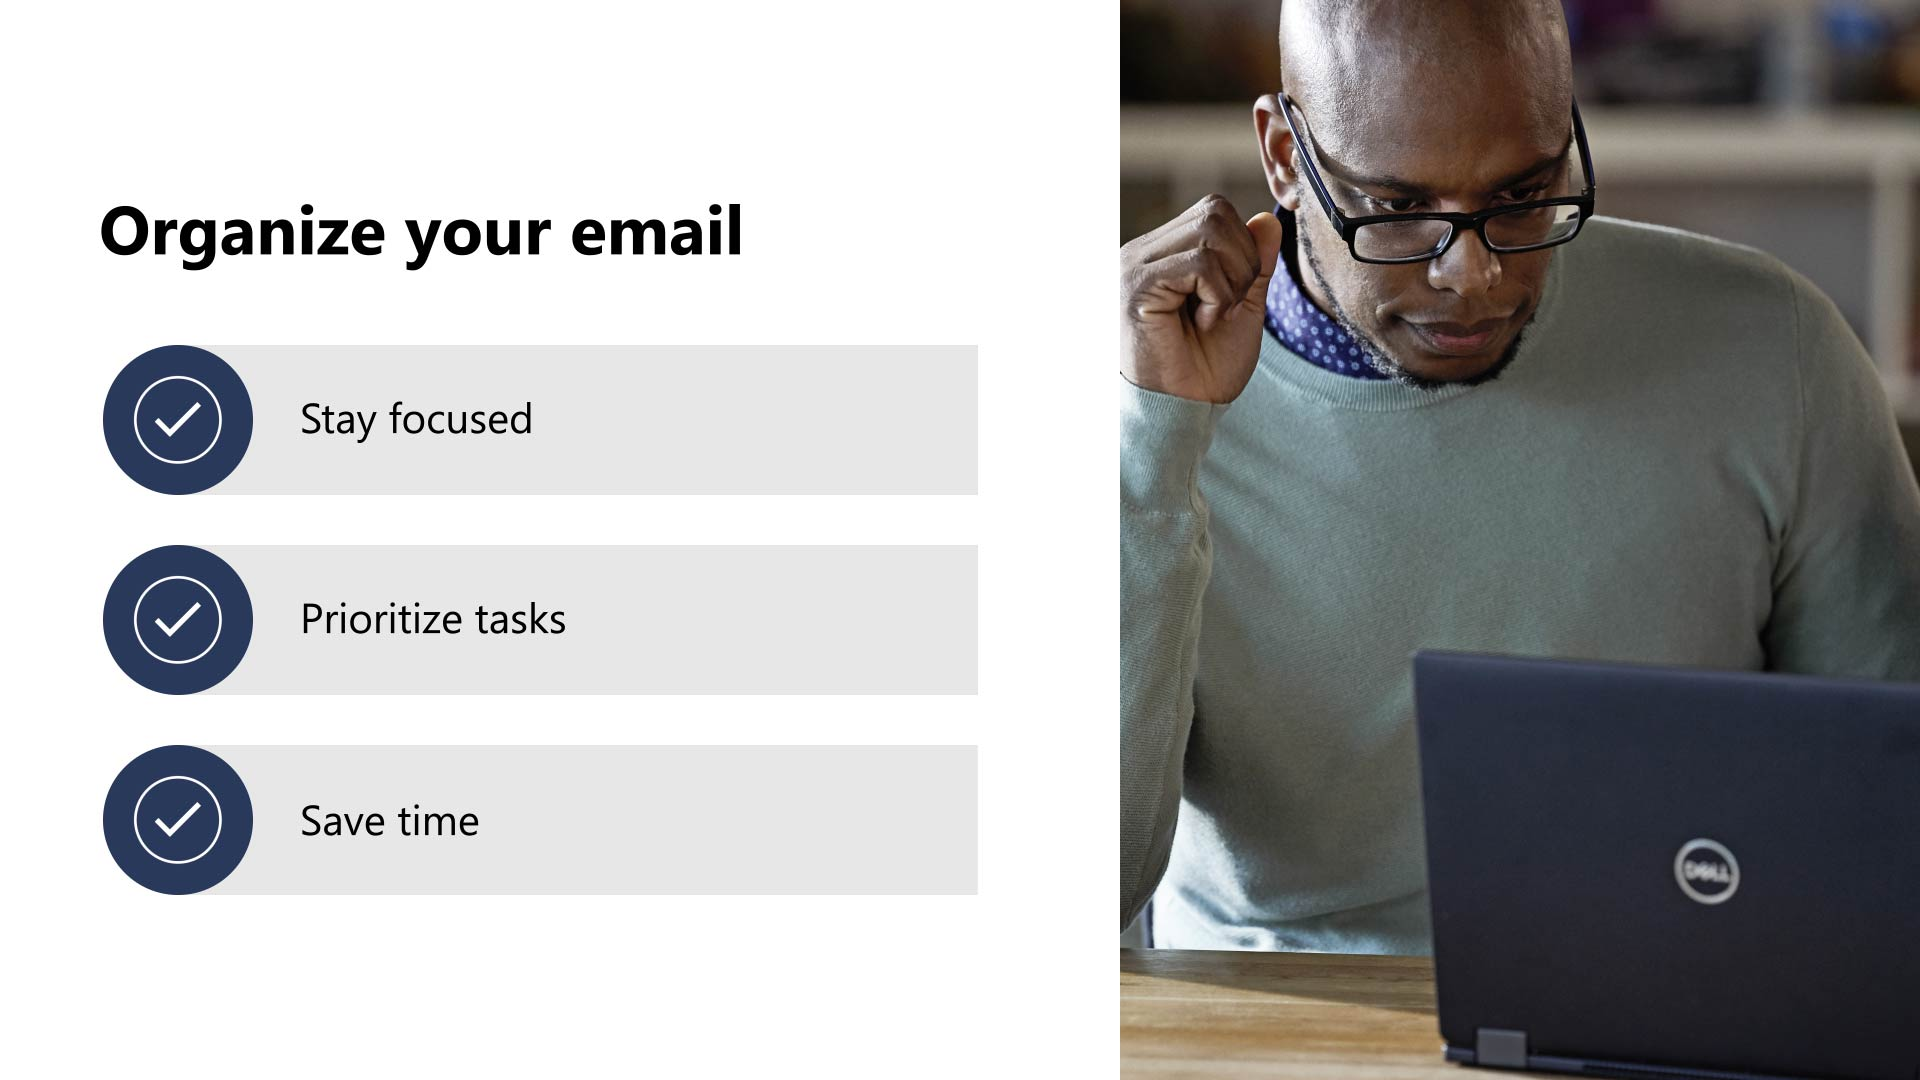 Organize your email
Stay focused
Prioritize tasks
Save time
DELL